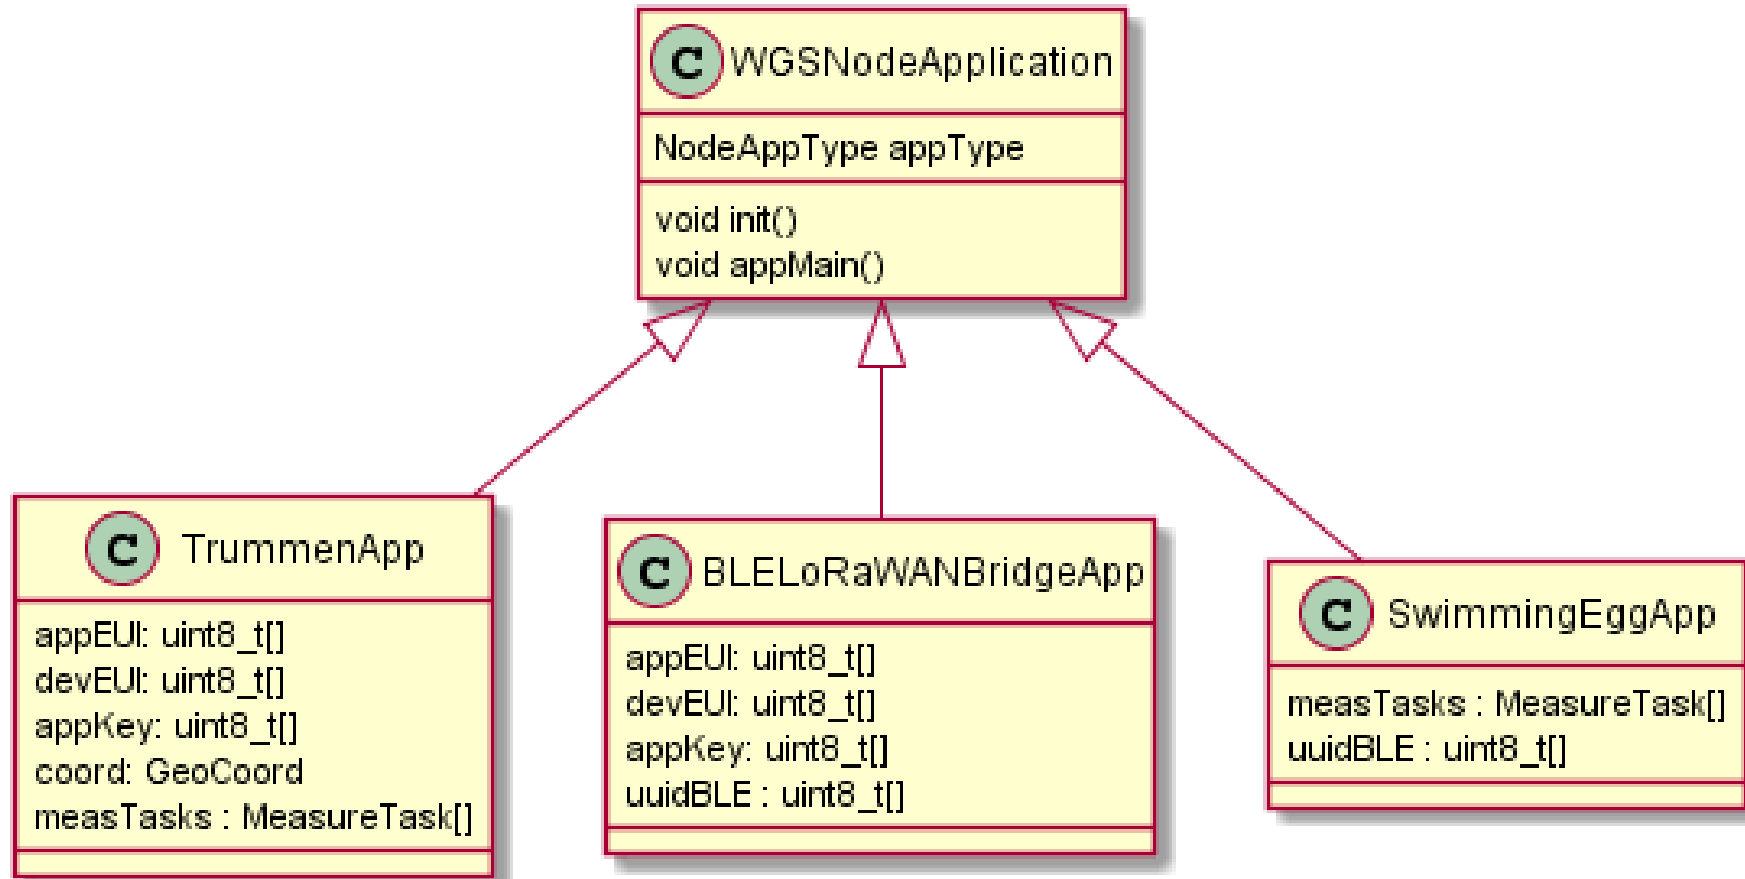 C WGSNodeApplication
NodeAppType appType
void init()
void appMain()
C TrummenApp
appEUI: uint8_t[]
devEUI: uint8_t[]
appKey: uint8_t[]
coord: GeoCoord
measTasks : MeasureTask[]
C BLELoRaWANBridgeApp
appEUI: uint8_t[]
devEUI: uint8_t[]
appKey: uint8_t[]
uuidBLE : uint8_t[]
C SwimmingEggApp
measTasks : MeasureTask[]
uuidBLE : uint8_t[]